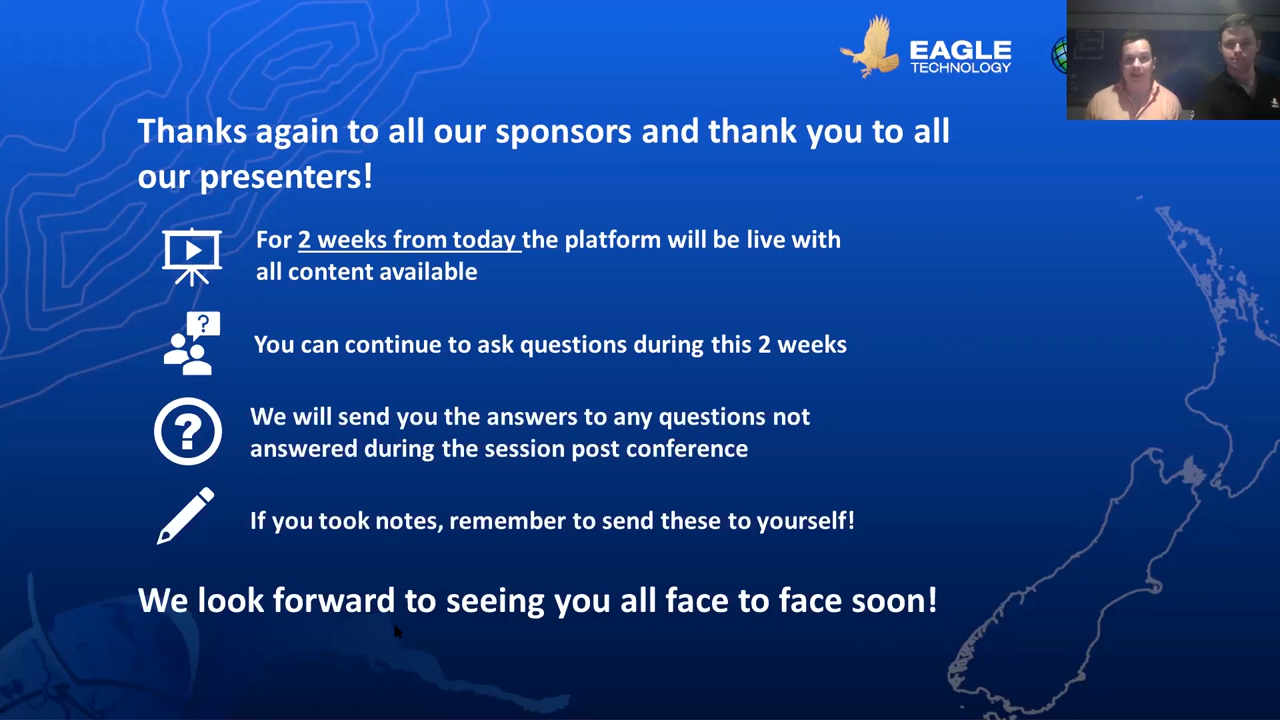 EAGLE
TECHNOLOGY
Thanks again to all our sponsors and thank you to all
our presenters!
For 2 weeks from today the platform will be live with
all content available
?
You can continue to ask questions during this 2 weeks
?
We will send you the answers to any questions not
answered during the session post conference
If you took notes, remember to send these to yourself!
We look forward to seeing you all face to face soon!